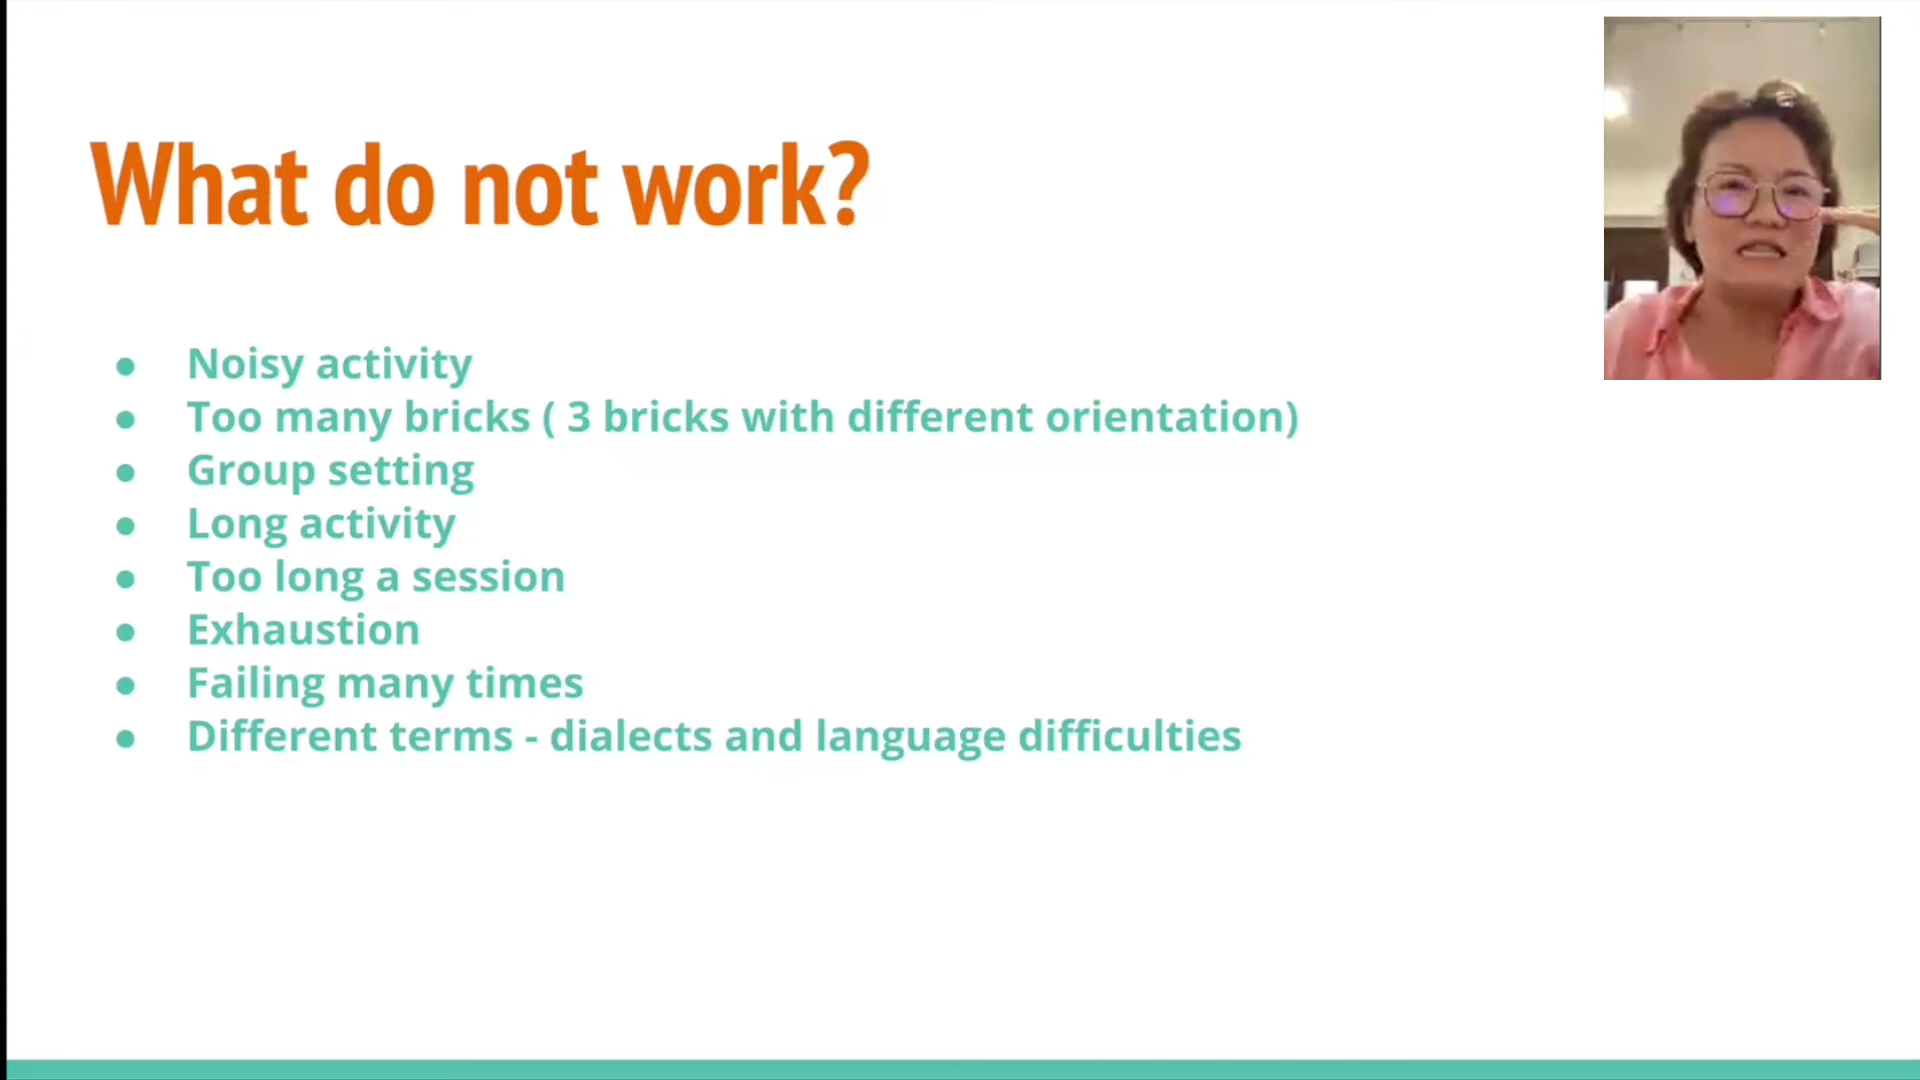 What do not work?
● Noisy activity
● Too many bricks ( 3 bricks with different orientation)
● Group setting
● Long activity
● Too long a session
● Exhaustion
● Failing many times
● Different terms - dialects and language difficulties